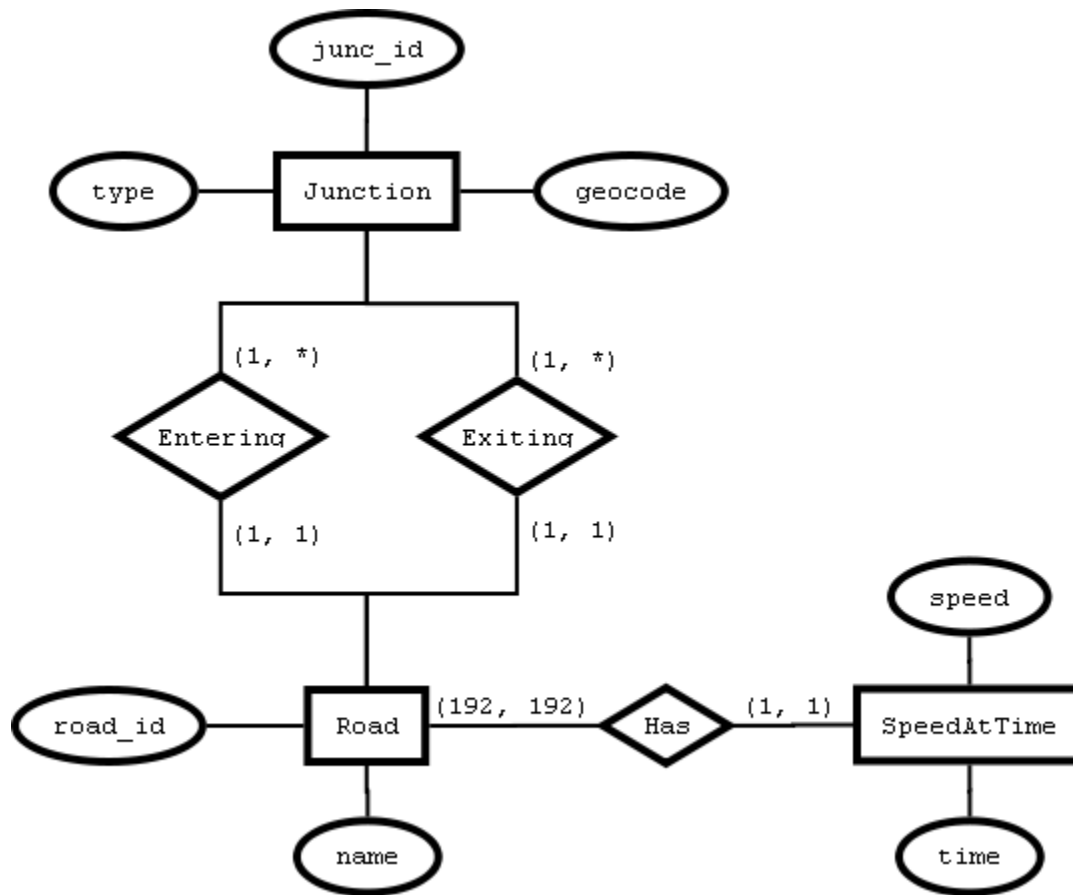 junc_id
type
Junction
geocode
(1, *)
(1, *)
Entering
Exiting
(1, 1)
(1, 1)
speed
road_id
Road
(192, 192)
Has
(1, 1)
SpeedAtTime
name
time